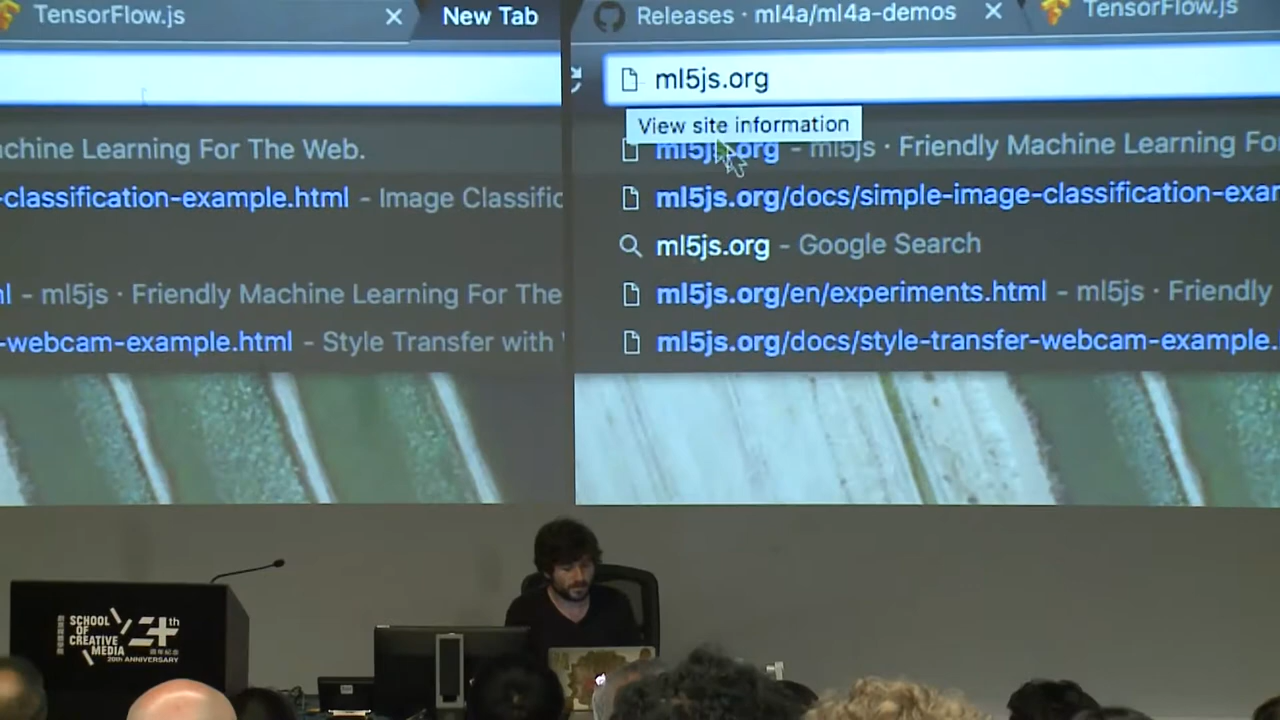 TensorFlow.js
New Tab
chine Learning For The Web.
-classification-example.html - Image Classific
- ml5js · Friendly Machine Learning For The
-webcam-example.html - Style Transfer with
Releases · ml4a/ml4a-demos
TensorFlow.js
ml5js.org
View site information
ml5js.org - ml5js · Friendly Machine Learning Fo
ml5js.org/docs/simple-image-classification-exar
ml5js.org - Google Search
ml5js.org/en/experiments.html - ml5js · Friendly
ml5js.org/docs/style-transfer-webcam-example.
SCHOOL
OF
CREATIVE
MEDIA
th
20th ANNIVERSARY